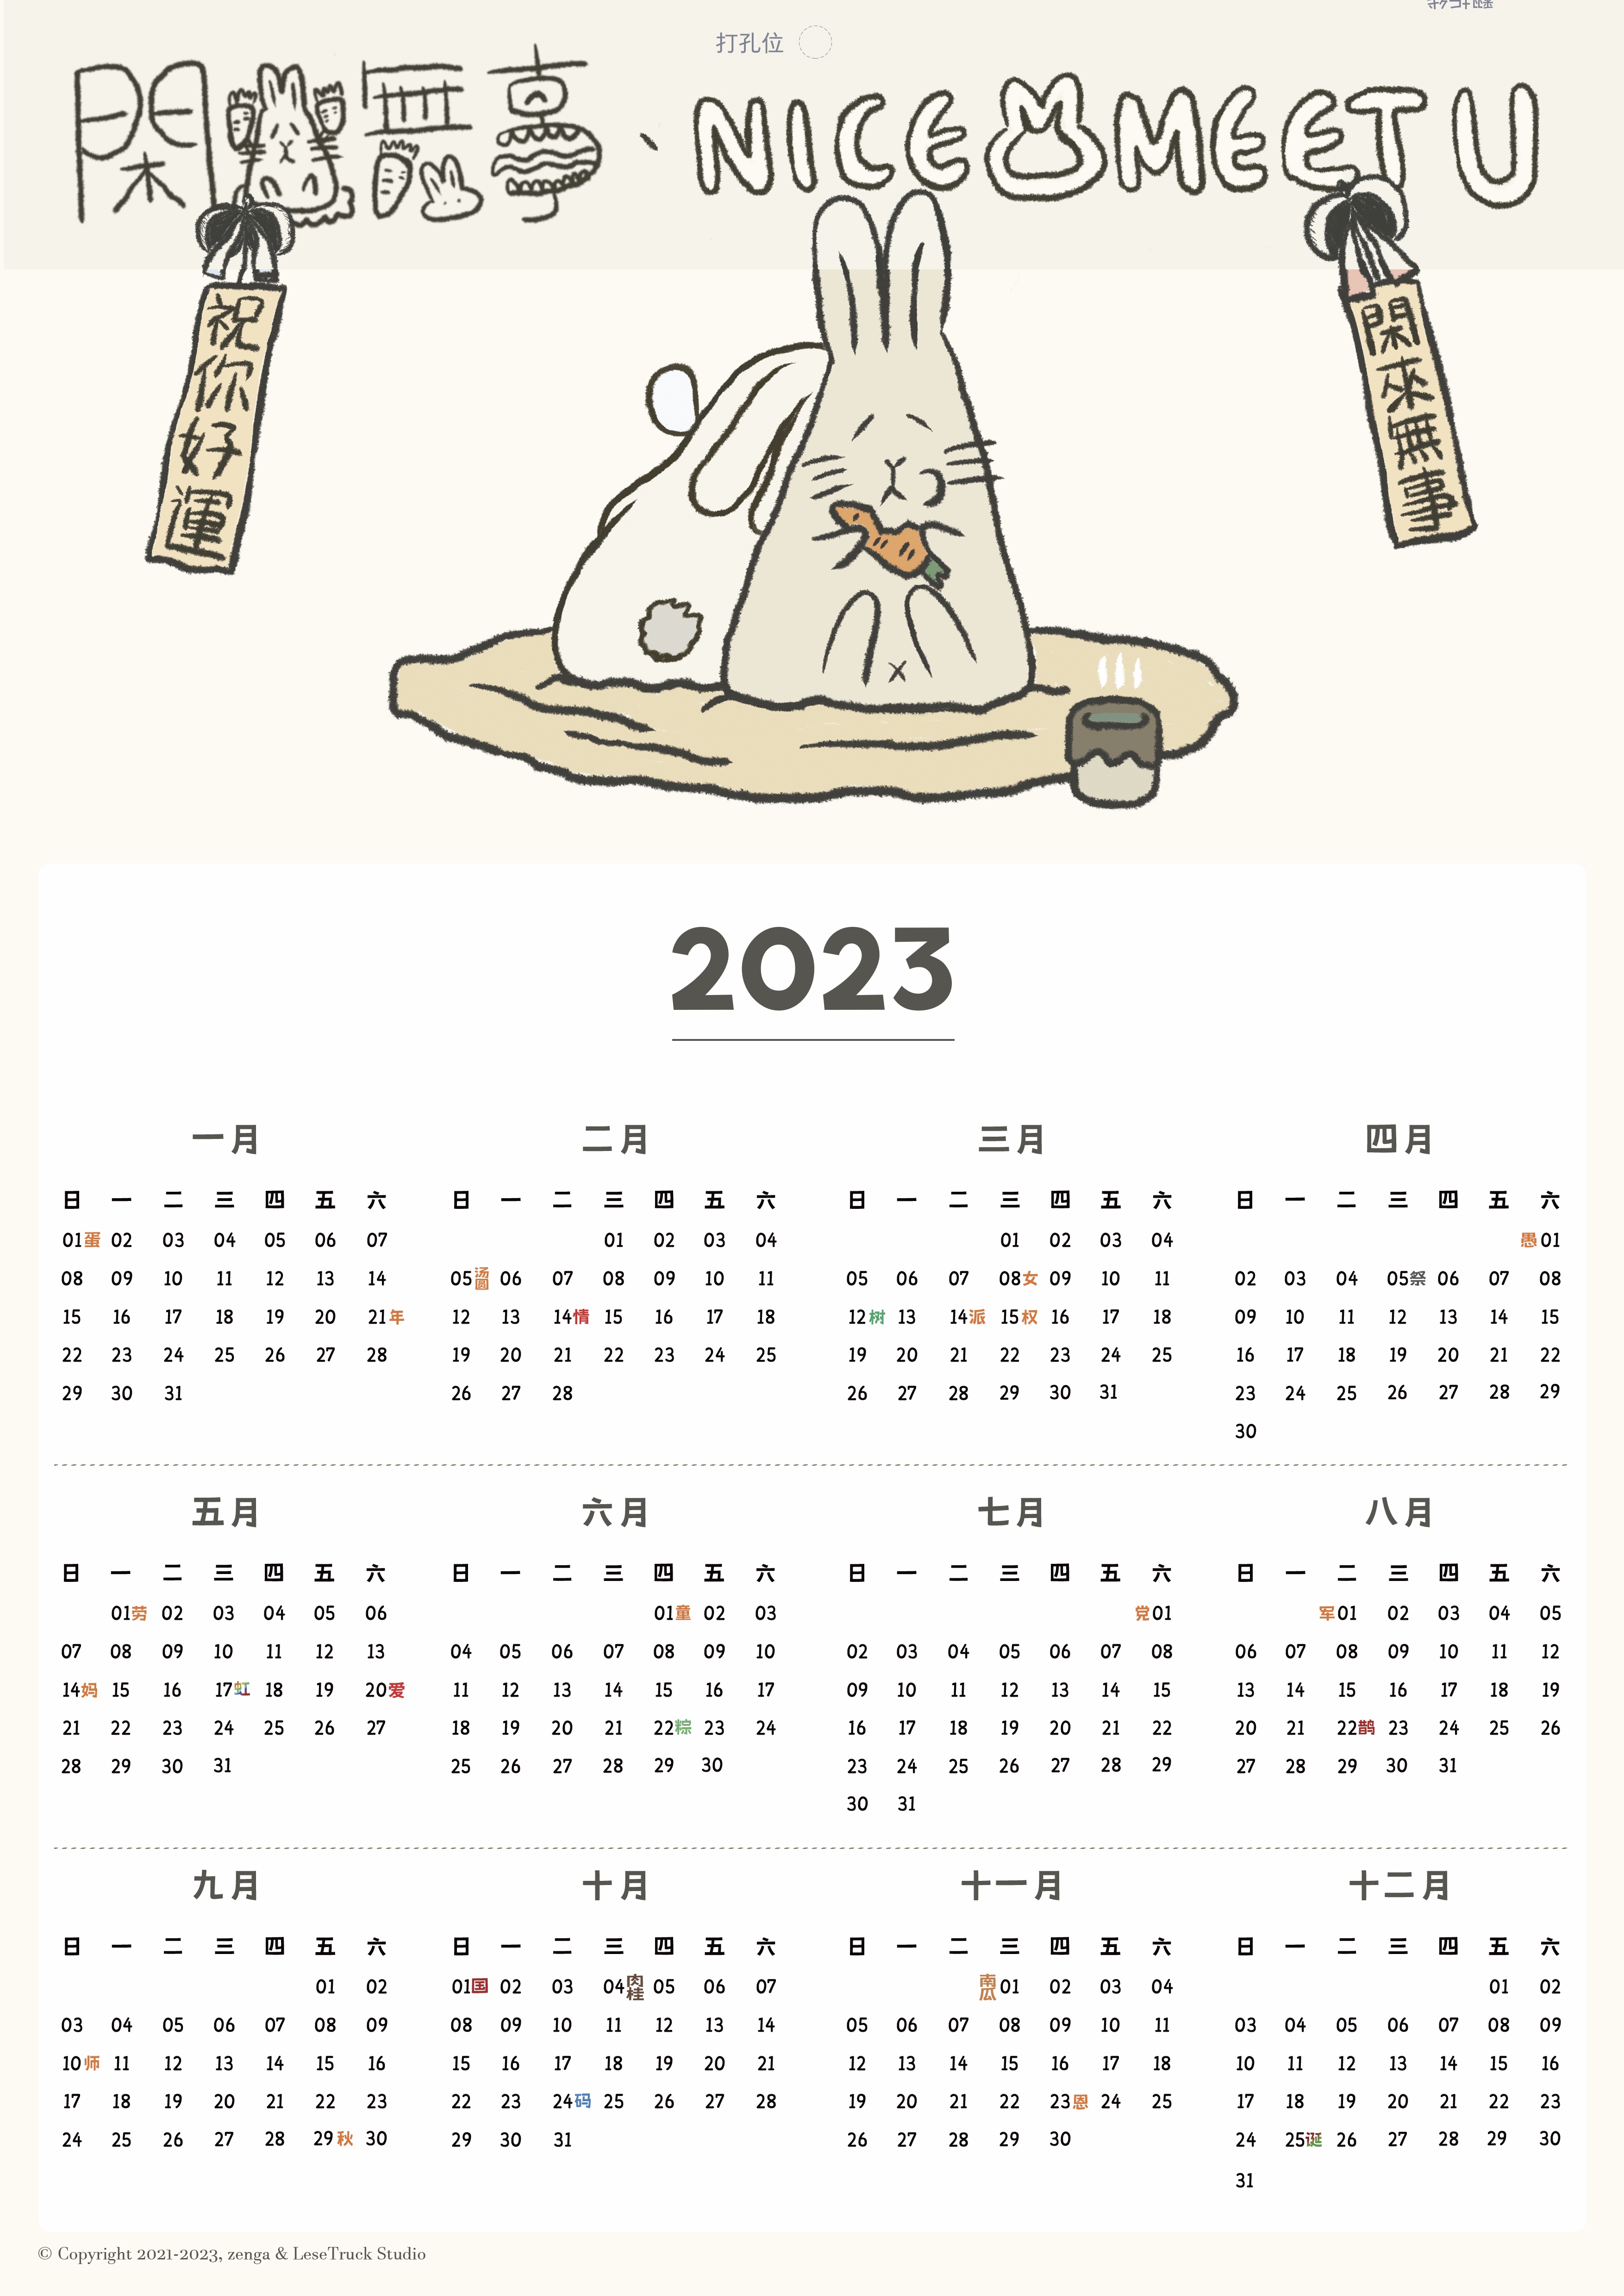 打孔位
閑來無事、NICE MEET U
祝你好運
閑來無事
2023
一月
日 一 二 三 四 五 六
01蛋 02 03 04 05 06 07
08 09 10 11 12 13 14
15 16 17 18 19 20 21年
22 23 24 25 26 27 28
29 30 31
二月
日 一 二 三 四 五 六
01 02 03 04
05汤圆 06 07 08 09 10 11
12 13 14情 15 16 17 18
19 20 21 22 23 24 25
26 27 28
三月
日 一 二 三 四 五 六
01 02 03 04
05 06 07 08女 09 10 11
12树 13 14派 15权 16 17 18
19 20 21 22 23 24 25
26 27 28 29 30 31
四月
日 一 二 三 四 五 六
愚01
02 03 04 05祭 06 07 08
09 10 11 12 13 14 15
16 17 18 19 20 21 22
23 24 25 26 27 28 29
30
五月
日 一 二 三 四 五 六
01劳 02 03 04 05 06
07 08 09 10 11 12 13
14妈 15 16 17虹 18 19 20爱
21 22 23 24 25 26 27
28 29 30 31
六月
日 一 二 三 四 五 六
01童 02 03
04 05 06 07 08 09 10
11 12 13 14 15 16 17
18 19 20 21 22粽 23 24
25 26 27 28 29 30
七月
日 一 二 三 四 五 六
党01
02 03 04 05 06 07 08
09 10 11 12 13 14 15
16 17 18 19 20 21 22
23 24 25 26 27 28 29
30 31
八月
日 一 二 三 四 五 六
军01 02 03 04 05
06 07 08 09 10 11 12
13 14 15 16 17 18 19
20 21 22鹊 23 24 25 26
27 28 29 30 31
九月
日 一 二 三 四 五 六
01 02
03 04 05 06 07 08 09
10师 11 12 13 14 15 16
17 18 19 20 21 22 23
24 25 26 27 28 29秋 30
十月
日 一 二 三 四 五 六
01国 02 03 04肉桂 05 06 07
08 09 10 11 12 13 14
15 16 17 18 19 20 21
22 23 24码 25 26 27 28
29 30 31
十一月
日 一 二 三 四 五 六
南瓜01 02 03 04
05 06 07 08 09 10 11
12 13 14 15 16 17 18
19 20 21 22 23恩 24 25
26 27 28 29 30
十二月
日 一 二 三 四 五 六
01 02
03 04 05 06 07 08 09
10 11 12 13 14 15 16
17 18 19 20 21 22 23
24 25诞 26 27 28 29 30
31
© Copyright 2021-2023, zenga & LeseTruck Studio